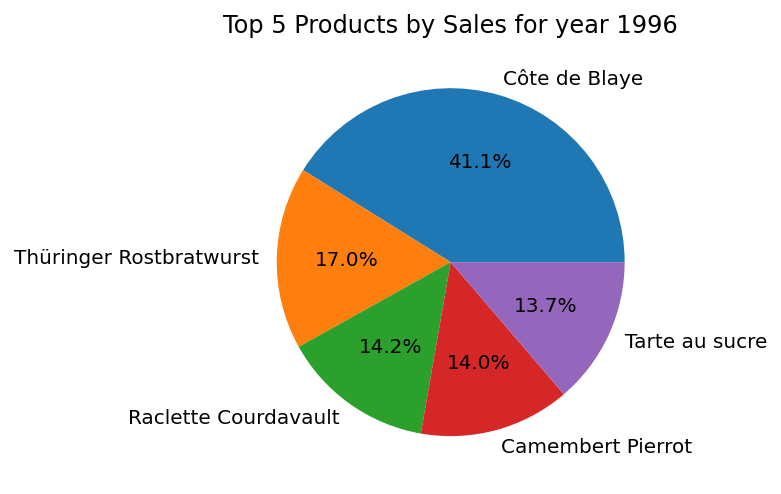 Top 5 Products by Sales for year 1996
Côte de Blaye
41.1%
Thüringer Rostbratwurst
17.0%
13.7%
Tarte au sucre
14.2%
14.0%
Raclette Courdavault
Camembert Pierrot